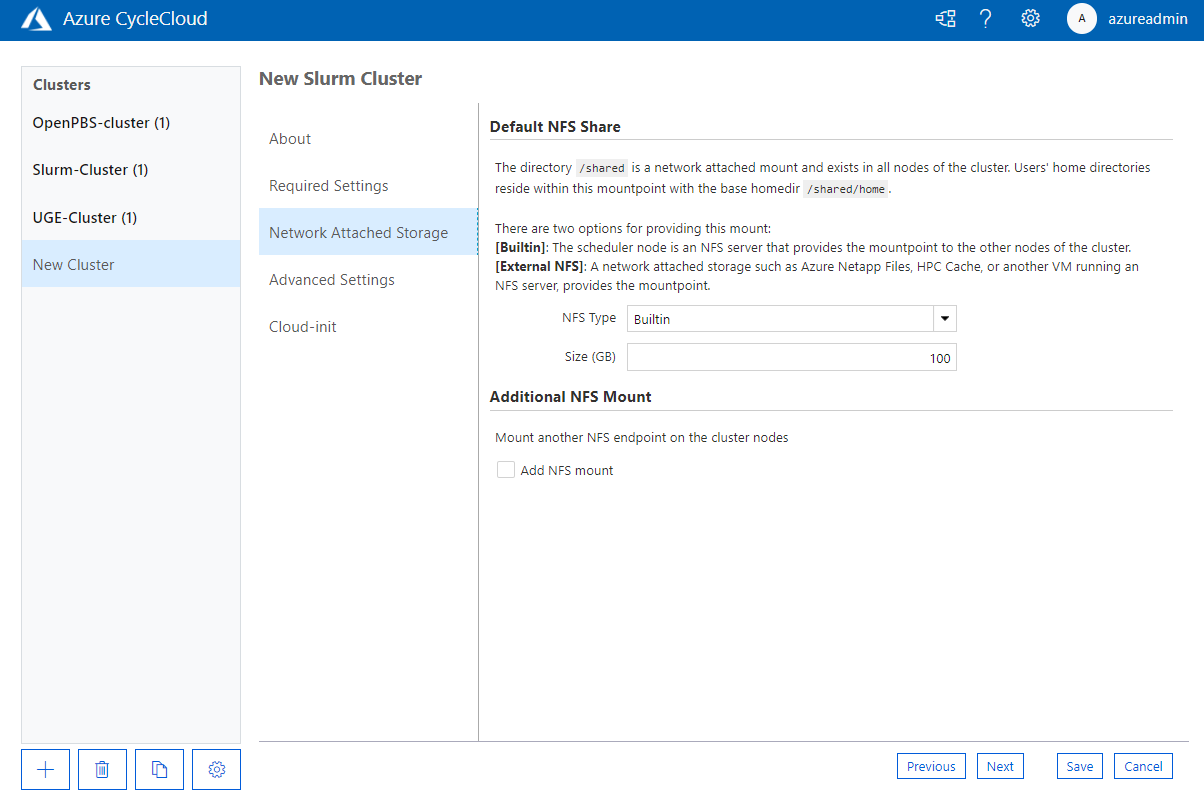 Azure CycleCloud
?
A
azureadmin
Clusters
OpenPBS-cluster (1)
Slurm-Cluster (1)
UGE-Cluster (1)
New Cluster
New Slurm Cluster
About
Required Settings
Network Attached Storage
Advanced Settings
Cloud-init
Default NFS Share
The directory /shared is a network attached mount and exists in all nodes of the cluster. Users' home directories
reside within this mountpoint with the base homedir /shared/home.
There are two options for providing this mount:
[Builtin]: The scheduler node is an NFS server that provides the mountpoint to the other nodes of the cluster.
[External NFS]: A network attached storage such as Azure Netapp Files, HPC Cache, or another VM running an
NFS server, provides the mountpoint.
NFS Type Builtin
Size (GB) 100
Additional NFS Mount
Mount another NFS endpoint on the cluster nodes
Add NFS mount
Previous Next Save Cancel